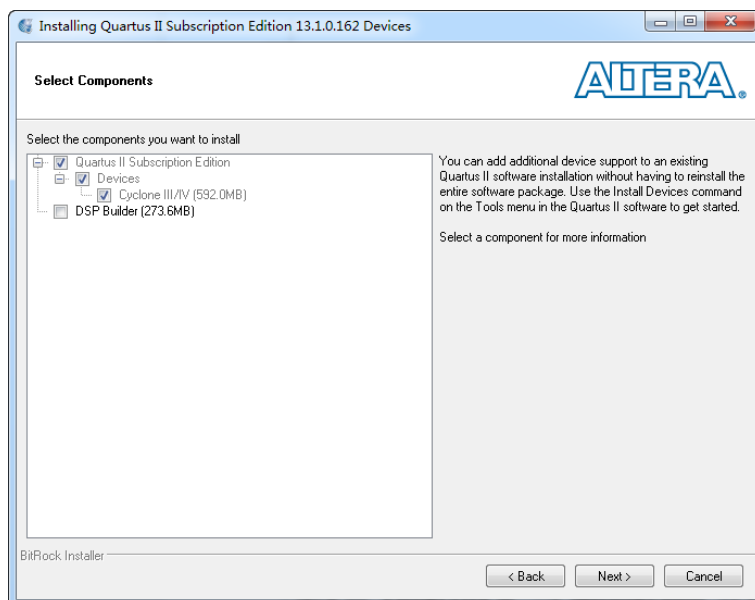 Installing Quartus II Subscription Edition 13.1.0.162 Devices
Select Components
ALTERA®
Select the components you want to install
Quartus II Subscription Edition
Devices
Cyclone III/IV (592.0MB)
DSP Builder (273.6MB)
You can add additional device support to an existing
Quartus II software installation without having to reinstall the
entire software package. Use the Install Devices command
on the Tools menu in the Quartus II software to get started.
Select a component for more information
BitRock Installer
< Back
Next >
Cancel